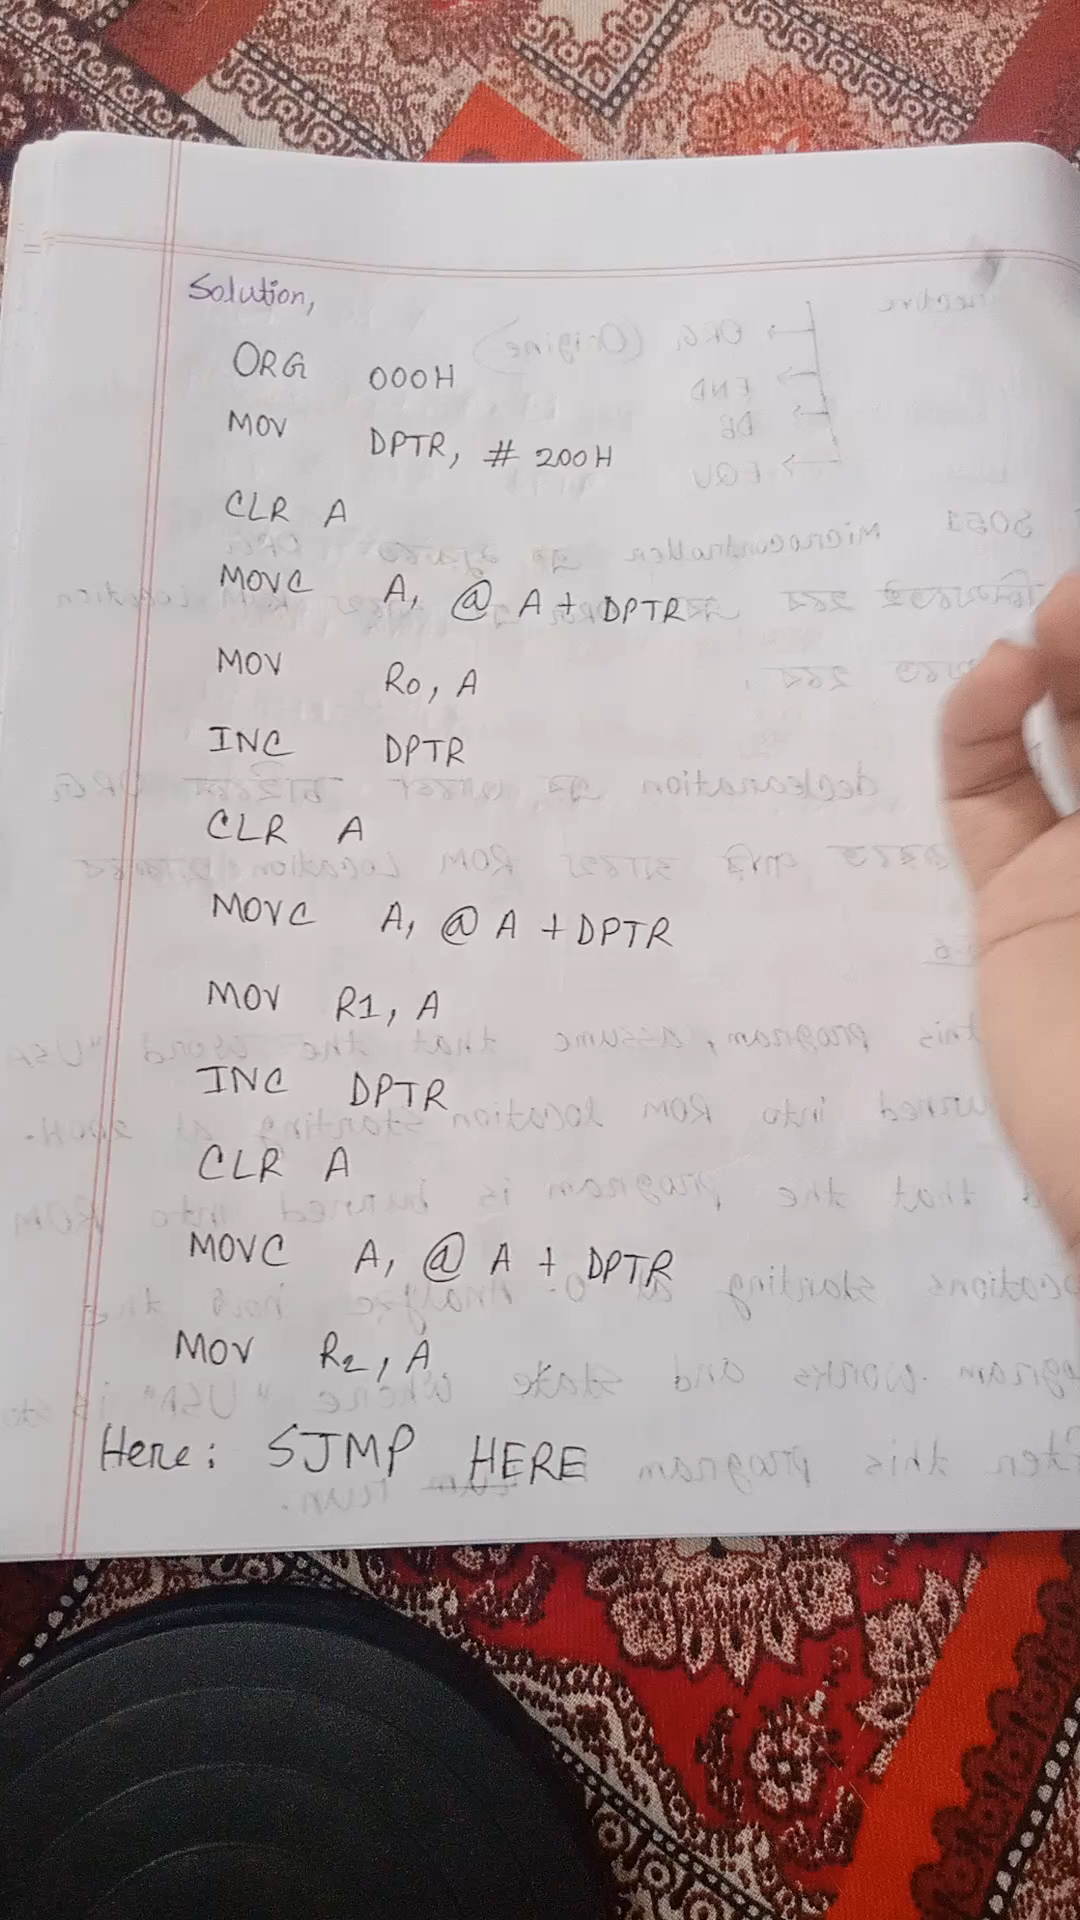 Solution,
ORG 000H
MOV DPTR, # 200H
CLR A
MOVC A, @ A + DPTR
MOV R0, A
INC DPTR
CLR A
MOVC A, @ A + DPTR
MOV R1, A
INC DPTR
CLR A
MOVC A, @ A + DPTR
MOV R2, A
Here: SJMP HERE